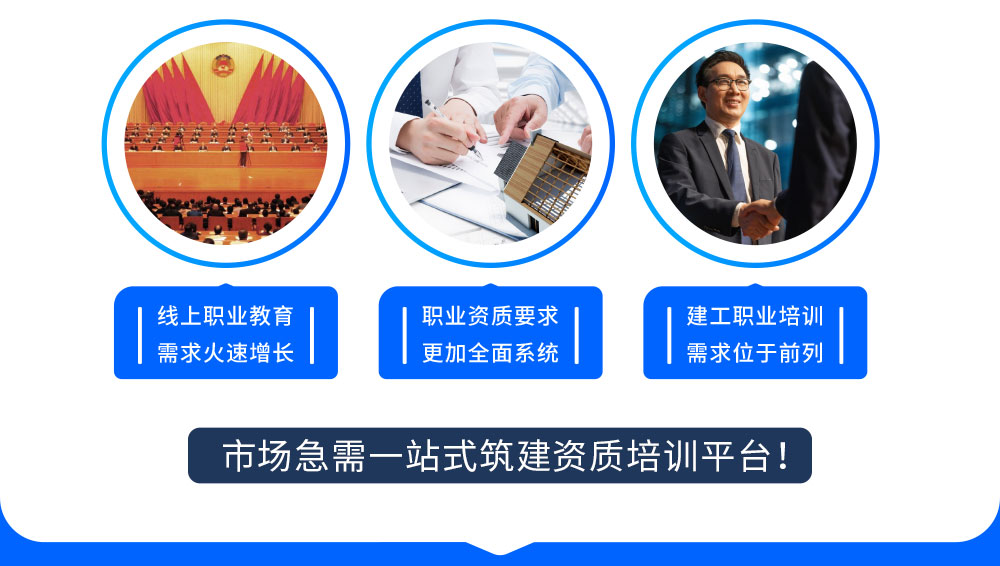 线上职业教育
需求火速增长
职业资质要求
更加全面系统
建工职业培训
需求位于前列
市场急需一站式筑建资质培训平台！